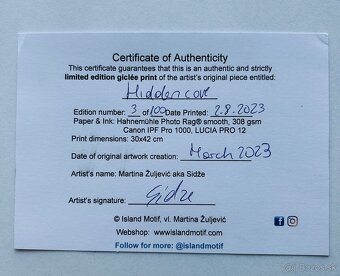 Certificate of Authenticity
This certificate guarantees that this is an authentic and strictly
limited edition giclée print of the artist's original piece entitled:
Hidden cove
Edition number: 3 of 100 Date Printed: 2.8.2023
Paper & Ink: Hahnemühle Photo Rag® smooth, 308 gsm
Canon IPF Pro 1000, LUCIA PRO 12
Print dimensions: 30x42 cm
Date of original artwork creation: March 2023
Artist's name: Martina Žuljević aka Sidže
Artist's signature: Sidže
© Island Motif, vl. Martina Žuljević
Webshop: www.islandmotif.com
Follow more: @islandmotif